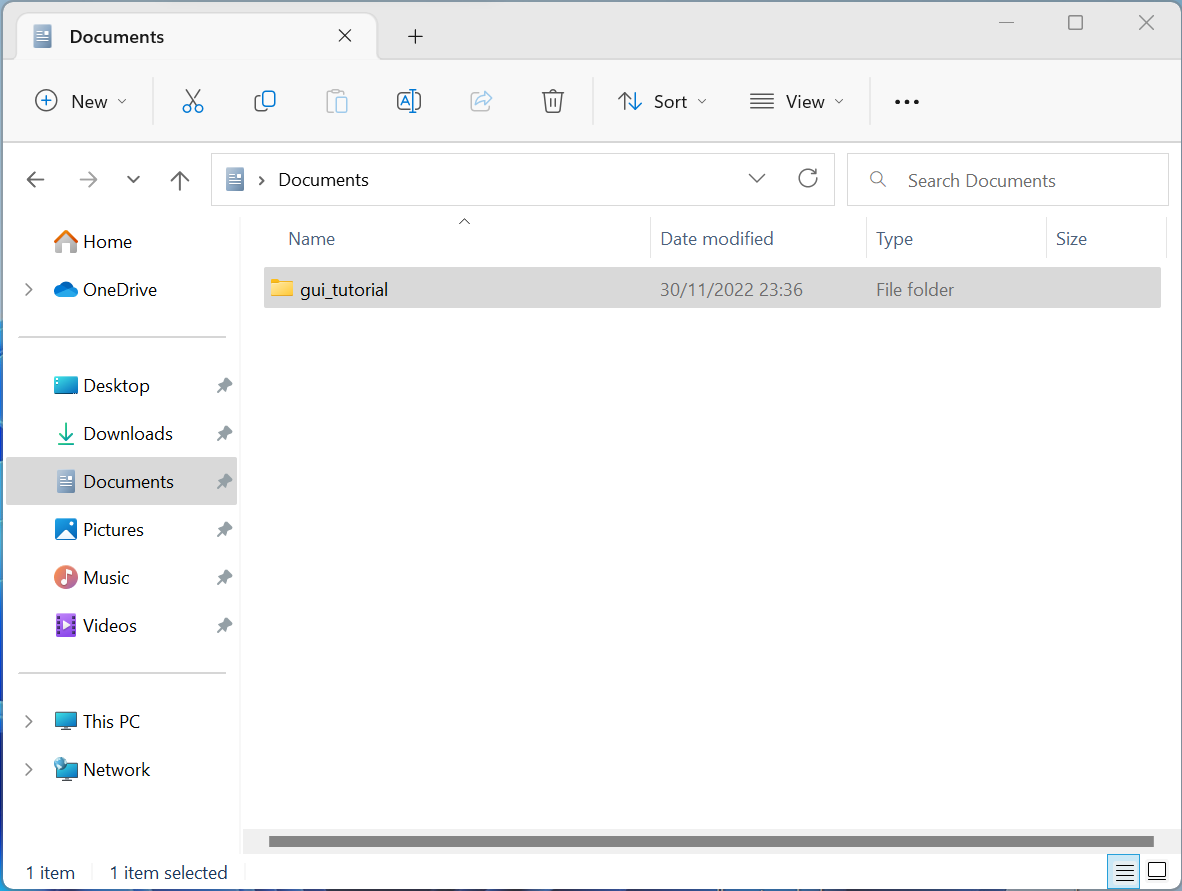 Documents
New Sort View
Documents Search Documents
Home
OneDrive
Desktop
Downloads
Documents
Pictures
Music
Videos
This PC
Network
Name Date modified Type Size
gui_tutorial 30/11/2022 23:36 File folder
1 item 1 item selected